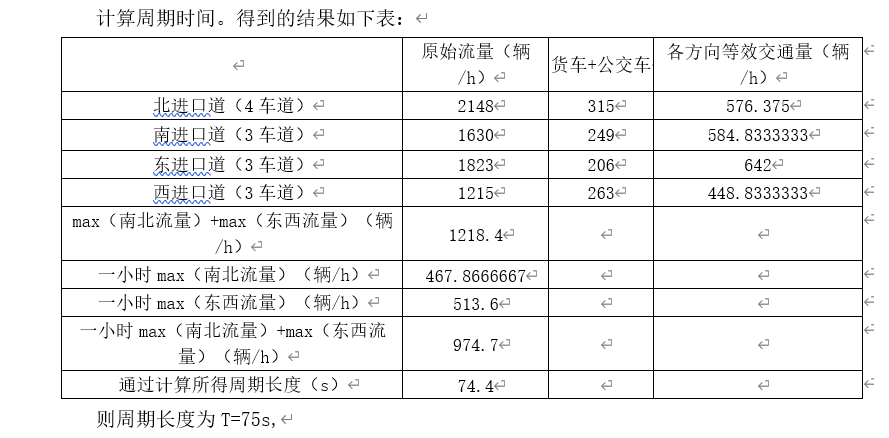 计算周期时间。得到的结果如下表：
原始流量（辆/h） 货车+公交车 各方向等效交通量（辆/h）
北进口道（4车道） 2148 315 576.375
南进口道（3车道） 1630 249 584.8333333
东进口道（3车道） 1823 206 642
西进口道（3车道） 1215 263 448.8333333
max（南北流量）+max（东西流量）（辆/h） 1218.4
一小时max（南北流量）（辆/h） 467.8666667
一小时max（东西流量）（辆/h） 513.6
一小时max（南北流量）+max（东西流量）（辆/h） 974.7
通过计算所得周期长度（s） 74.4
则周期长度为T=75s,